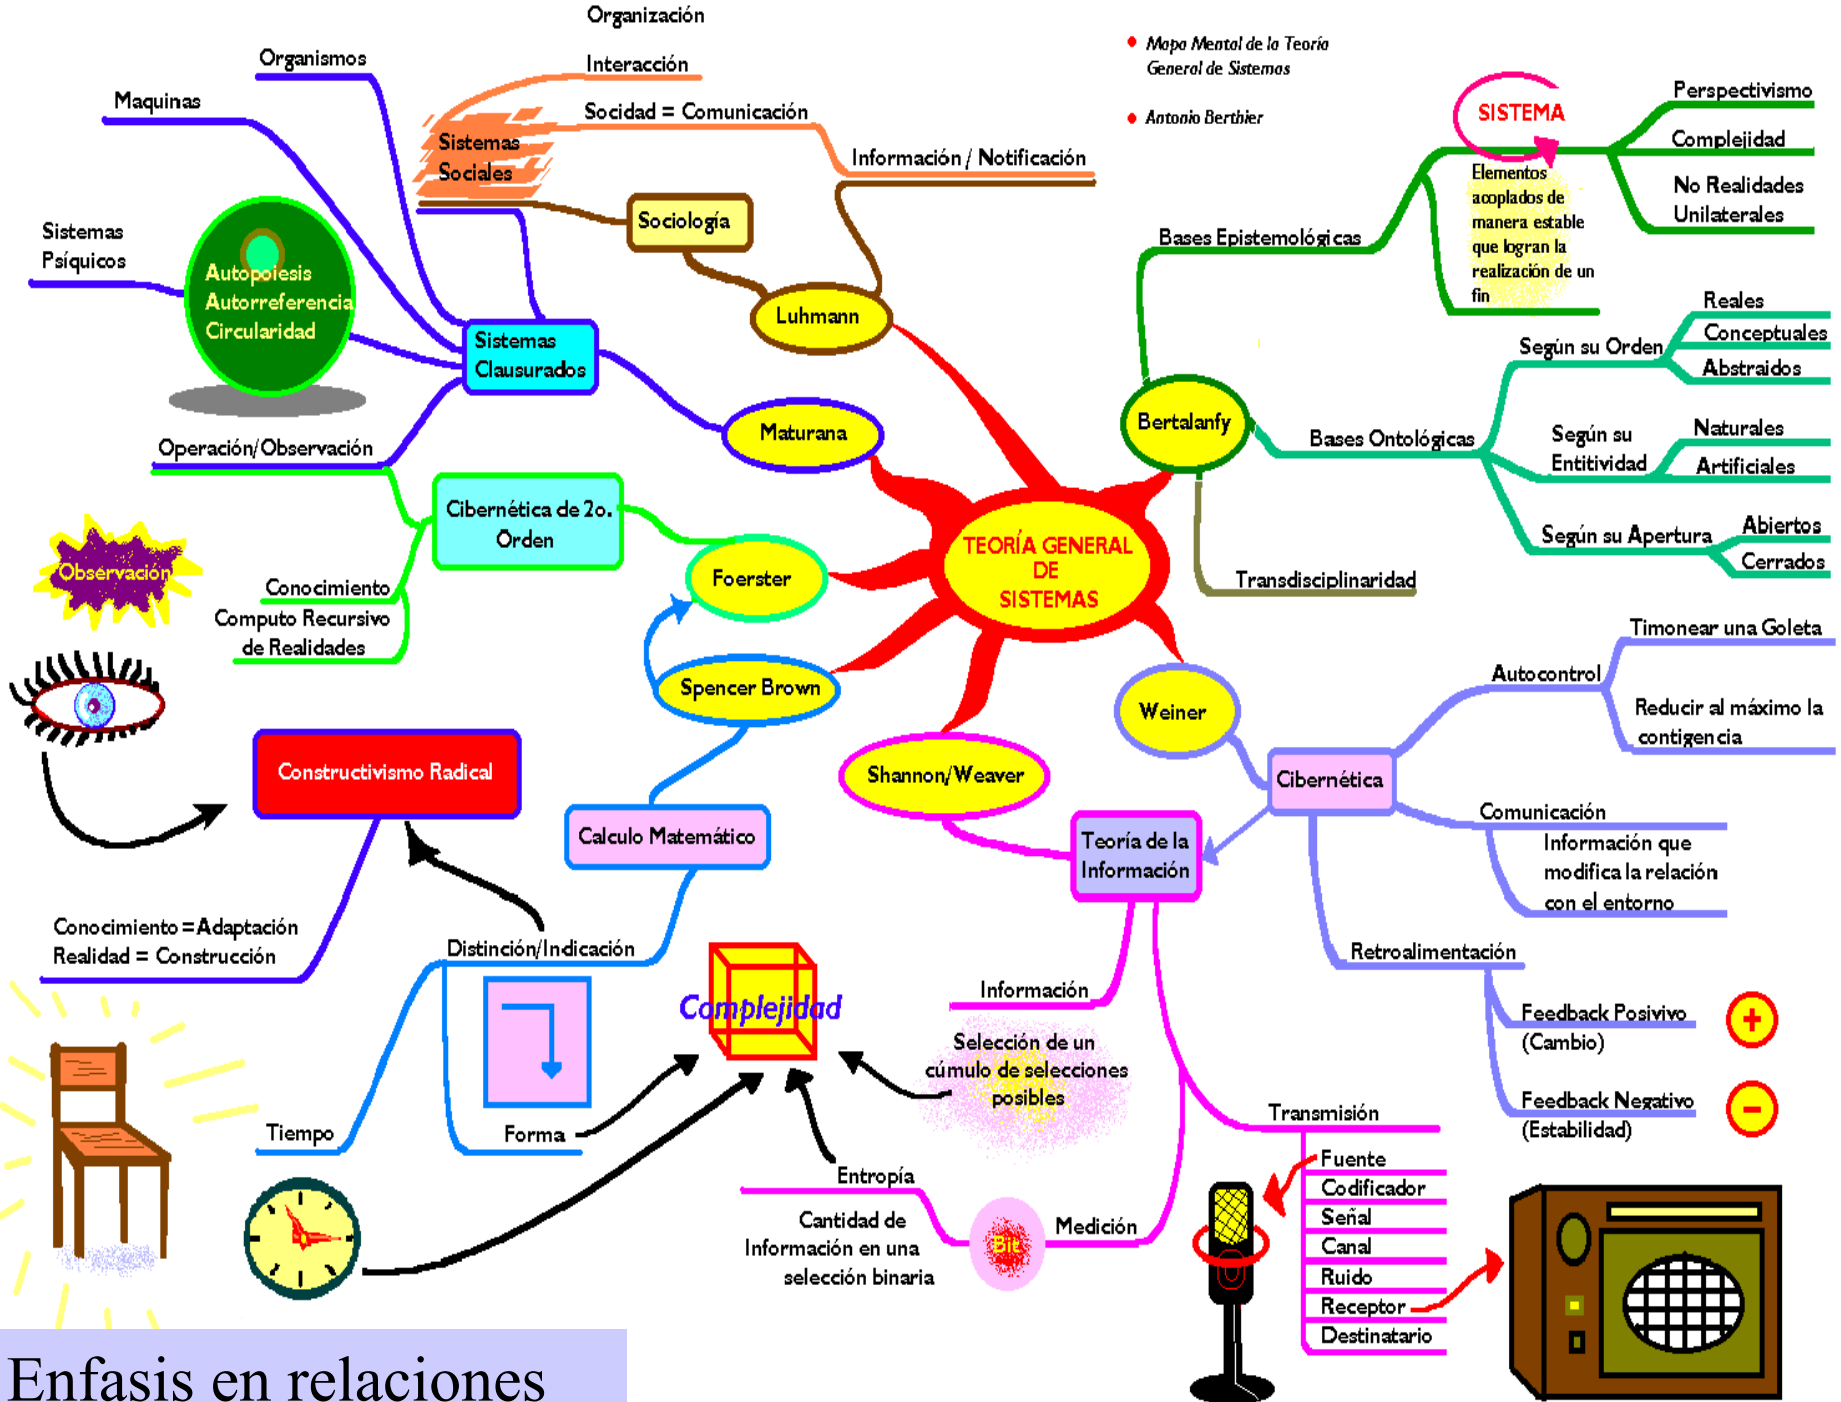 Organización
Interacción
Socidad = Comunicación
Información / Notificación
Organismos
Maquinas
Sistemas
Sociales
Sociología
Luhmann
Sistemas
Psíquicos
Autopoiesis
Autorreferencia
Circularidad
Sistemas
Clausurados
Maturana
Operación/Observación
Cibernética de 2o.
Orden
Foerster
Observación
Conocimiento
Computo Recursivo
de Realidades
Spencer Brown
Constructivismo Radical
Calculo Matemático
Conocimiento = Adaptación
Realidad = Construcción
Distinción/Indicación
Tiempo
Forma
Complejidad
Mapa Mental de la Teoría
General de Sistemas
Antonio Berthier
SISTEMA
Elementos
acoplados de
manera estable
que logran la
realización de un
fin
Perspectivismo
Complejidad
No Realidades
Unilaterales
Bases Epistemológicas
Bertalanfy
Bases Ontológicas
Según su Orden
Reales
Conceptuales
Abstraidos
Según su
Entitividad
Naturales
Artificiales
Según su Apertura
Abiertos
Cerrados
Transdisciplinaridad
TEORÍA GENERAL
DE
SISTEMAS
Weiner
Cibernética
Autocontrol
Timonear una Goleta
Reducir al máximo la
contigencia
Comunicación
Información que
modifica la relación
con el entorno
Retroalimentación
Feedback Posivivo
(Cambio)
+
Feedback Negativo
(Estabilidad)
−
Shannon/Weaver
Teoría de la
Información
Información
Selección de un
cúmulo de selecciones
posibles
Entropía
Cantidad de
Información en una
selección binaria
Bit
Medición
Transmisión
Fuente
Codificador
Señal
Canal
Ruido
Receptor
Destinatario
Enfasis en relaciones